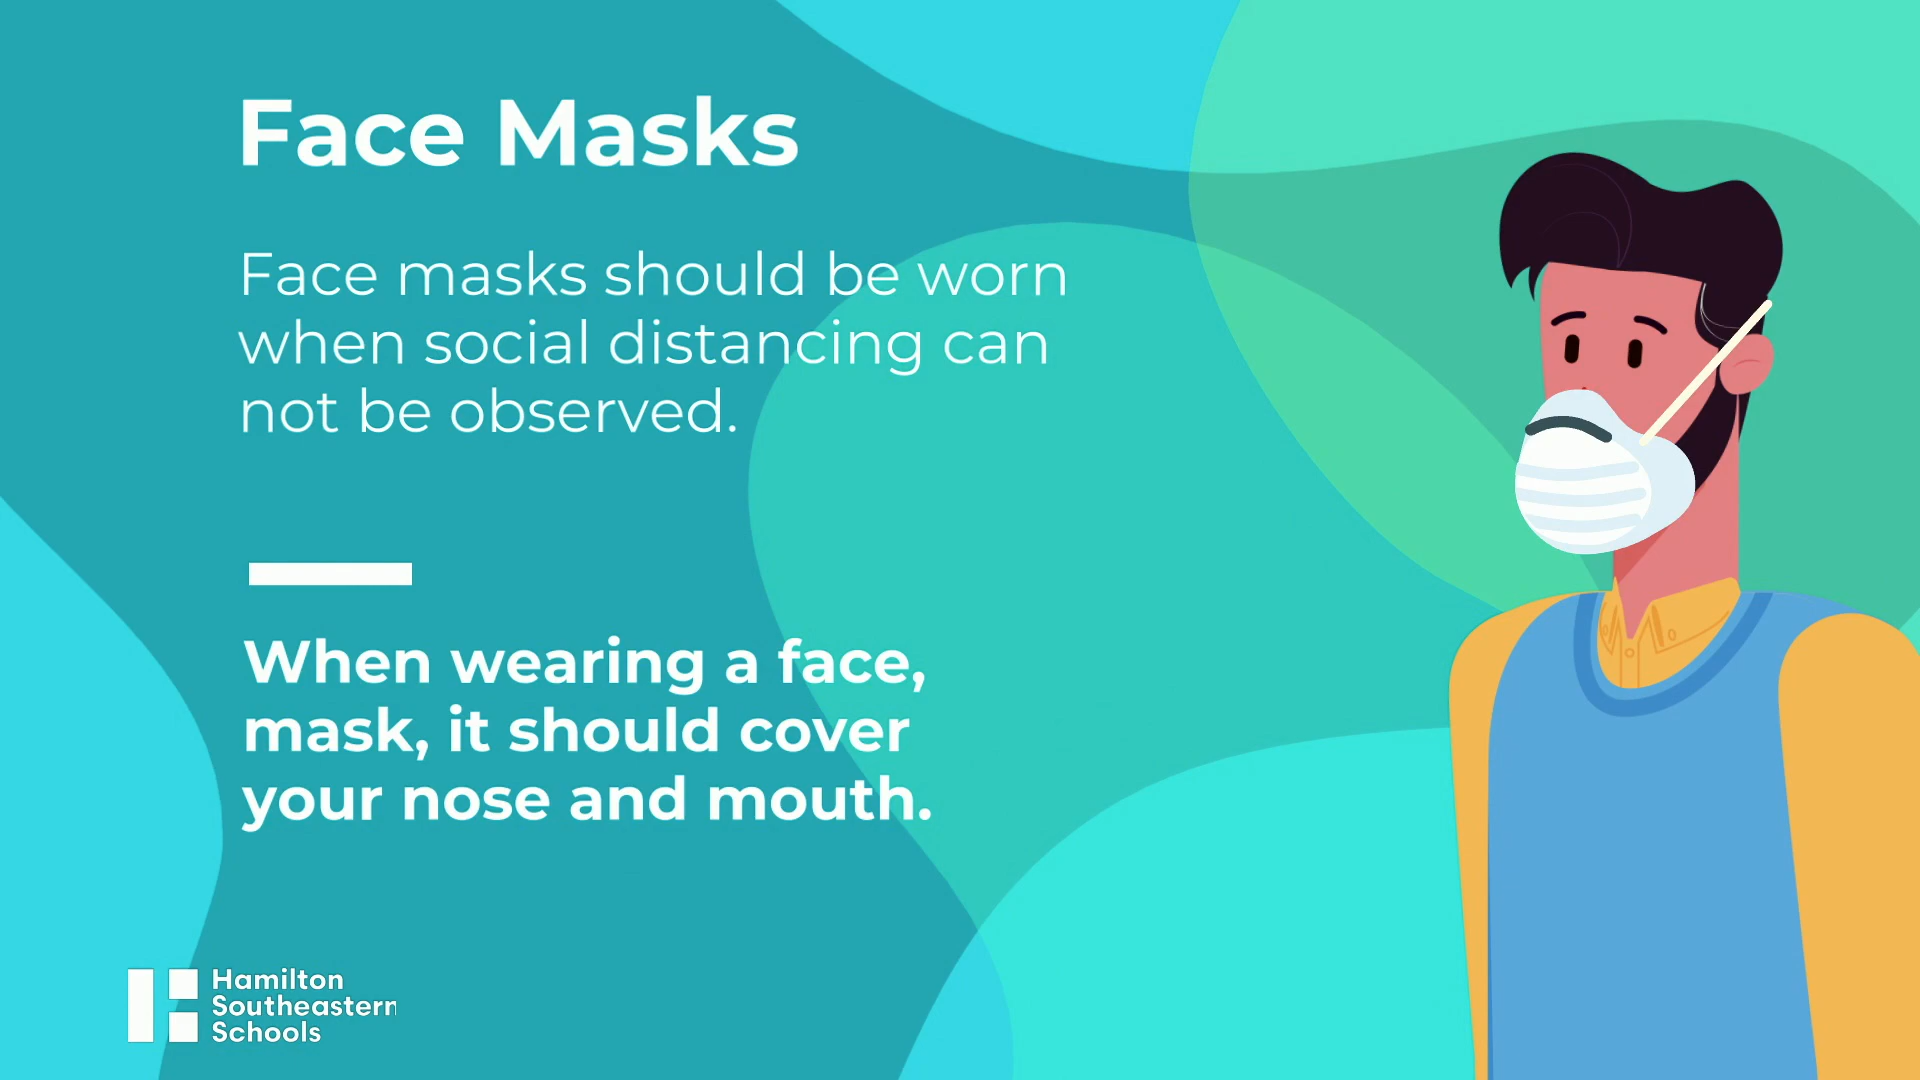 Face Masks
Face masks should be worn
when social distancing can
not be observed.
When wearing a face,
mask, it should cover
your nose and mouth.
Hamilton
Southeastern
Schools